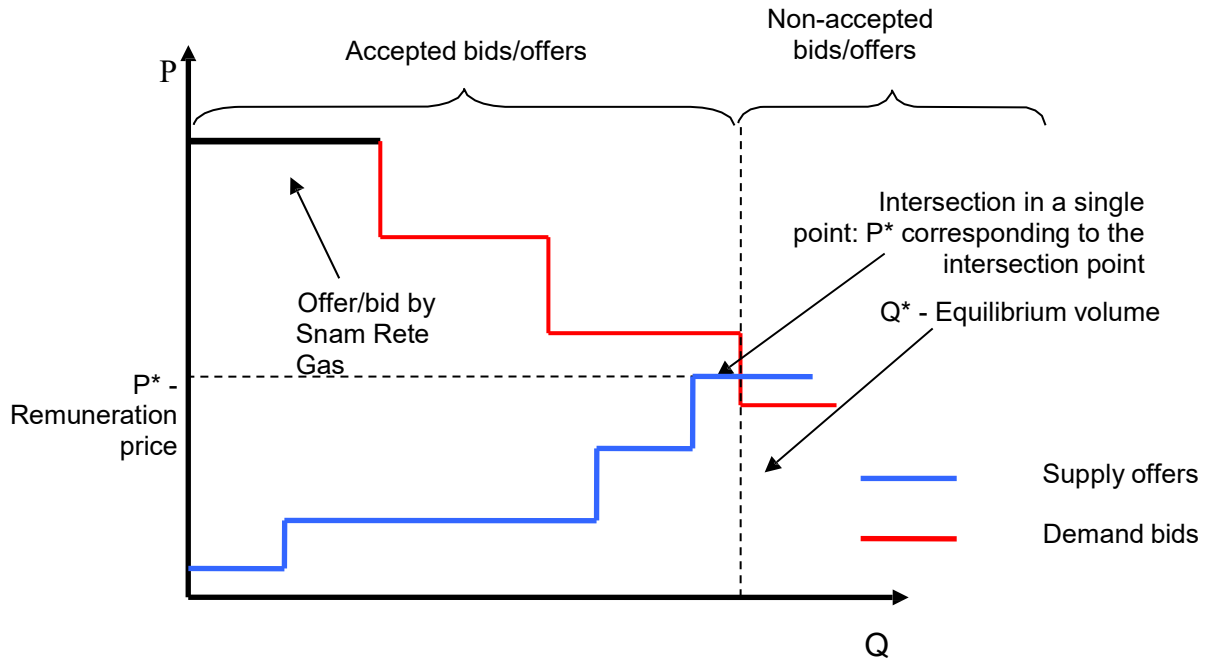 Non-accepted
bids/offers
Accepted bids/offers
P
Intersection in a single
point: P* corresponding to the
intersection point
Offer/bid by
Snam Rete
Gas
Q* - Equilibrium volume
P* -
Remuneration
price
Supply offers
Demand bids
Q